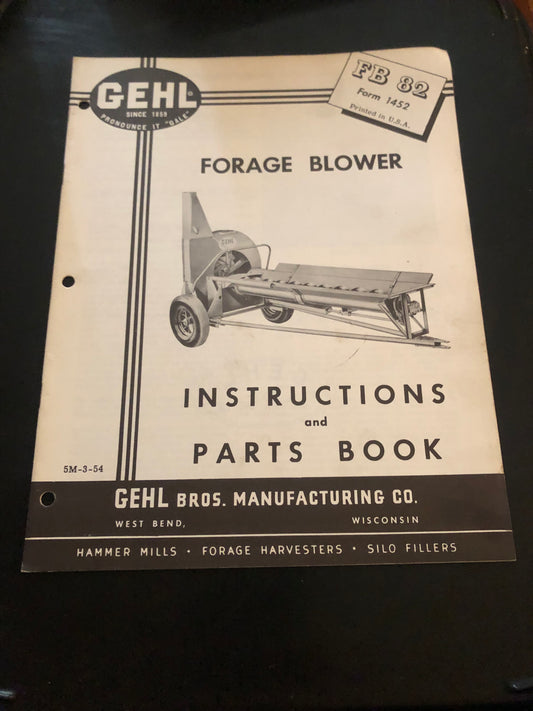 GEHL
SINCE 1859
PRONOUNCE IT "GALE"
FB 82
Form 1452
Printed in U.S.A.
FORAGE BLOWER
GEHL
INSTRUCTIONS
and
PARTS BOOK
5M-3-54
GEHL BROS. MANUFACTURING CO.
WEST BEND, WISCONSIN
HAMMER MILLS • FORAGE HARVESTERS • SILO FILLERS